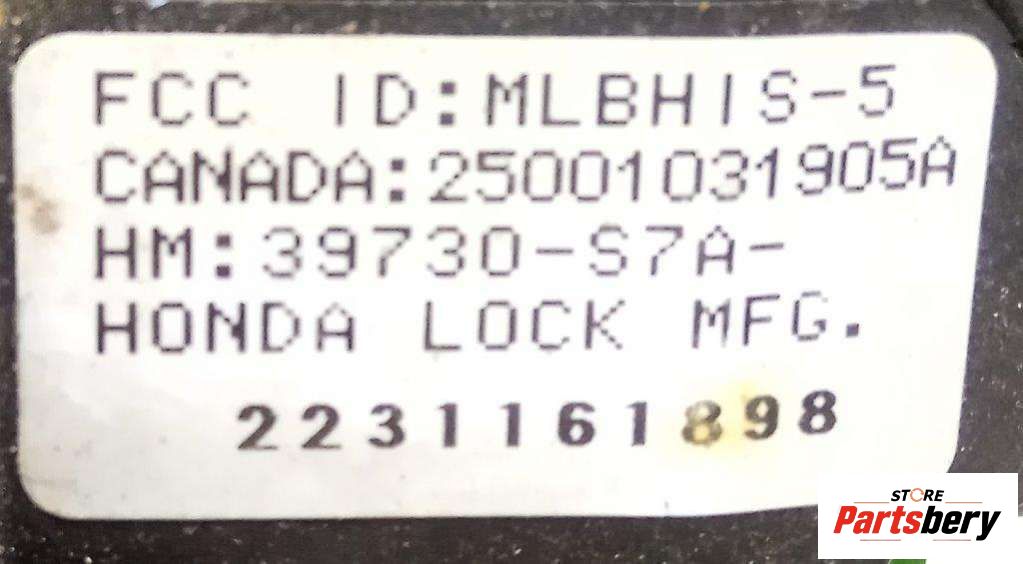 FCC ID:MLBHIS-5
CANADA:25001031905A
HM:39730-S7A-
HONDA LOCK MFG.
2231161898
STORE
Partsbery